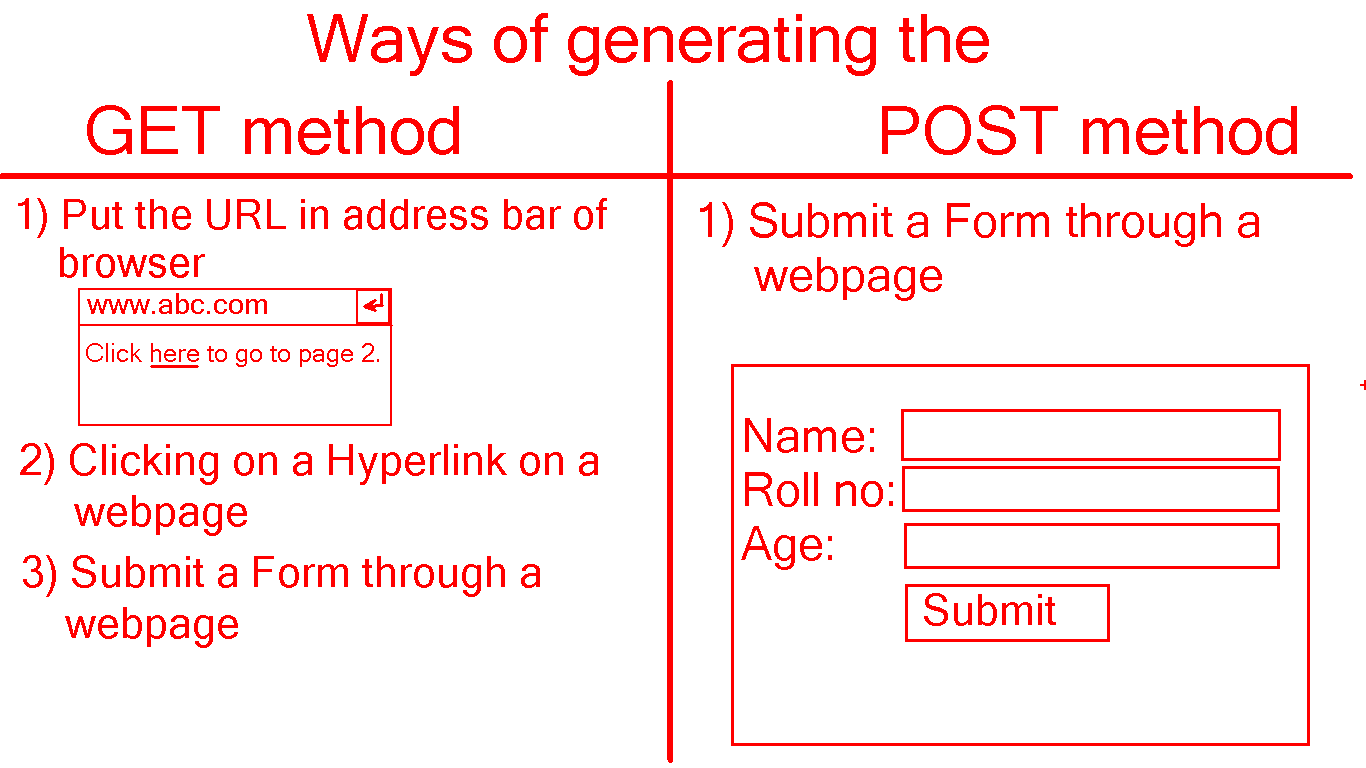 Ways of generating the
GET method
POST method
1) Put the URL in address bar of
browser
www.abc.com
Click here to go to page 2.
2) Clicking on a Hyperlink on a
webpage
3) Submit a Form through a
webpage
1) Submit a Form through a
webpage
Name:
Roll no:
Age:
Submit